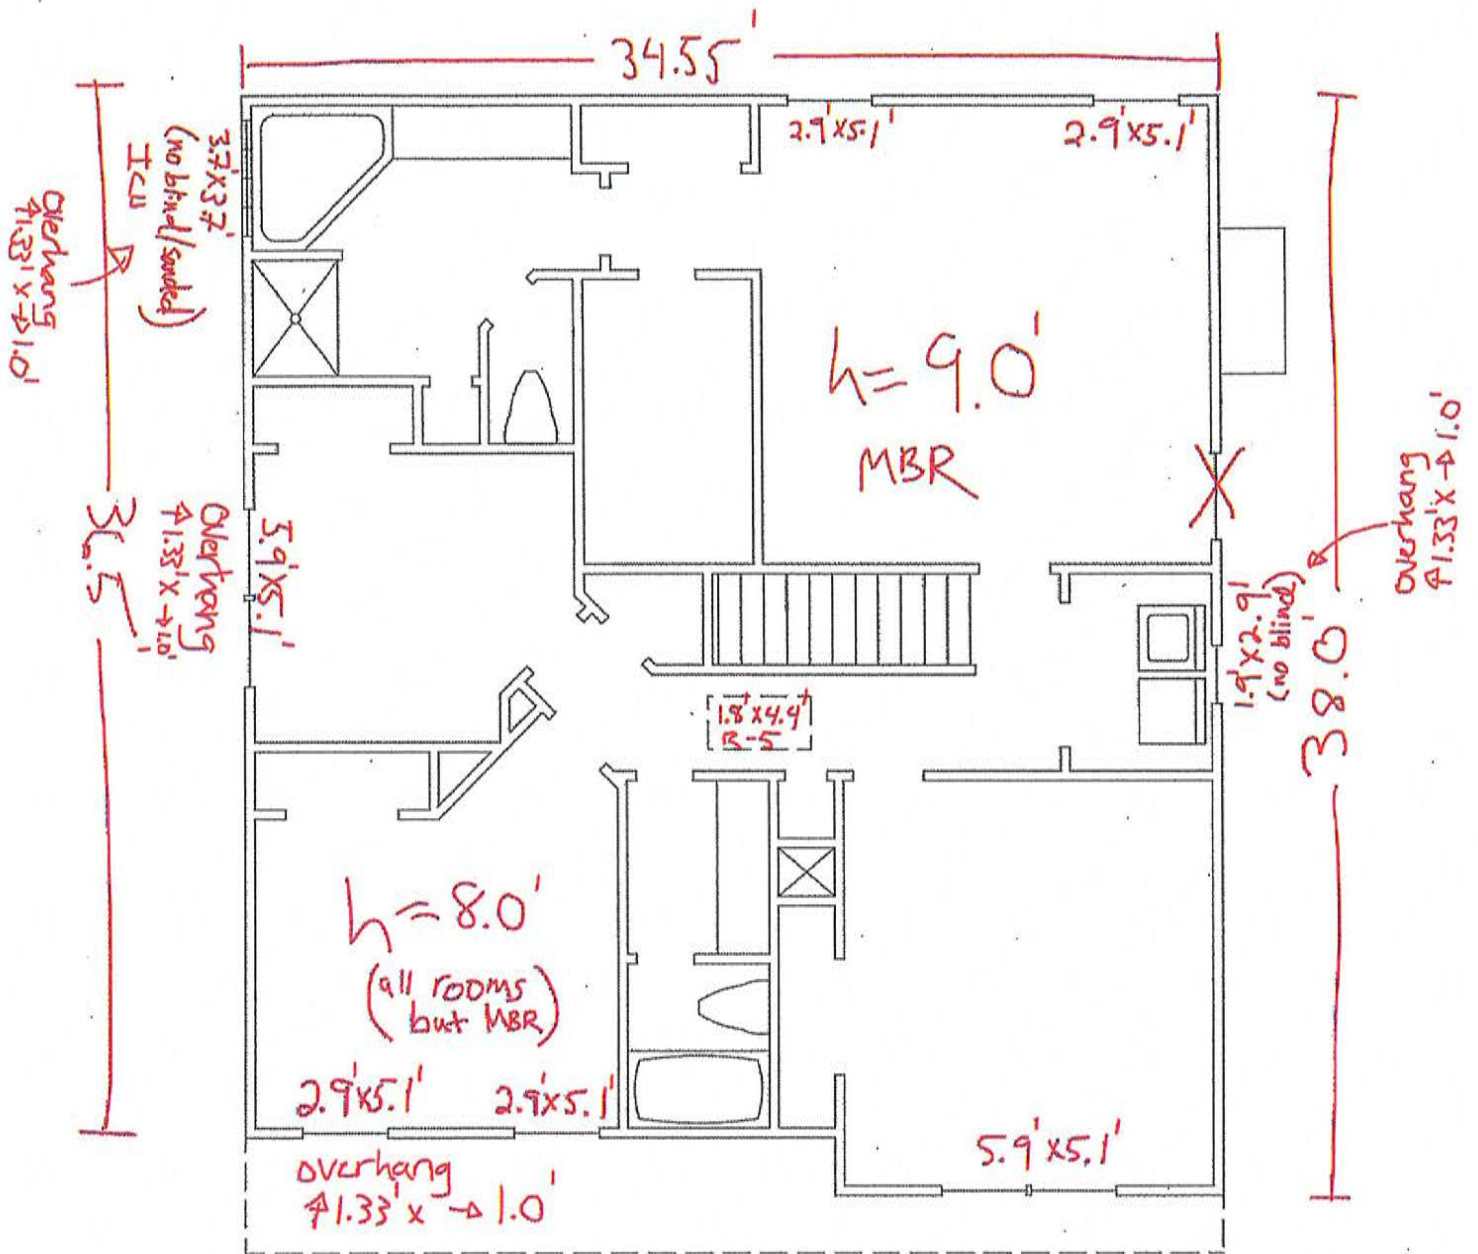 34.55'
2.9'x5.1'
2.9'x5.1'
3.7'x3.7'
(no blind/sanded)
ICU
Overhang
↑1.33' x → 1.0'
h = 9.0'
MBR
overhang
↑1.33' x → 1.0'
36.5'
Overhang
↑1.33' x → 1.0'
5.9'x5.1'
1.9'x2.9'
(no blind)
38.0'
1.8'x4.4'
R-5
h = 8.0'
(all rooms
but MBR)
2.9'x5.1'
2.9'x5.1'
5.9'x5.1'
overhang
↑1.33' x → 1.0'